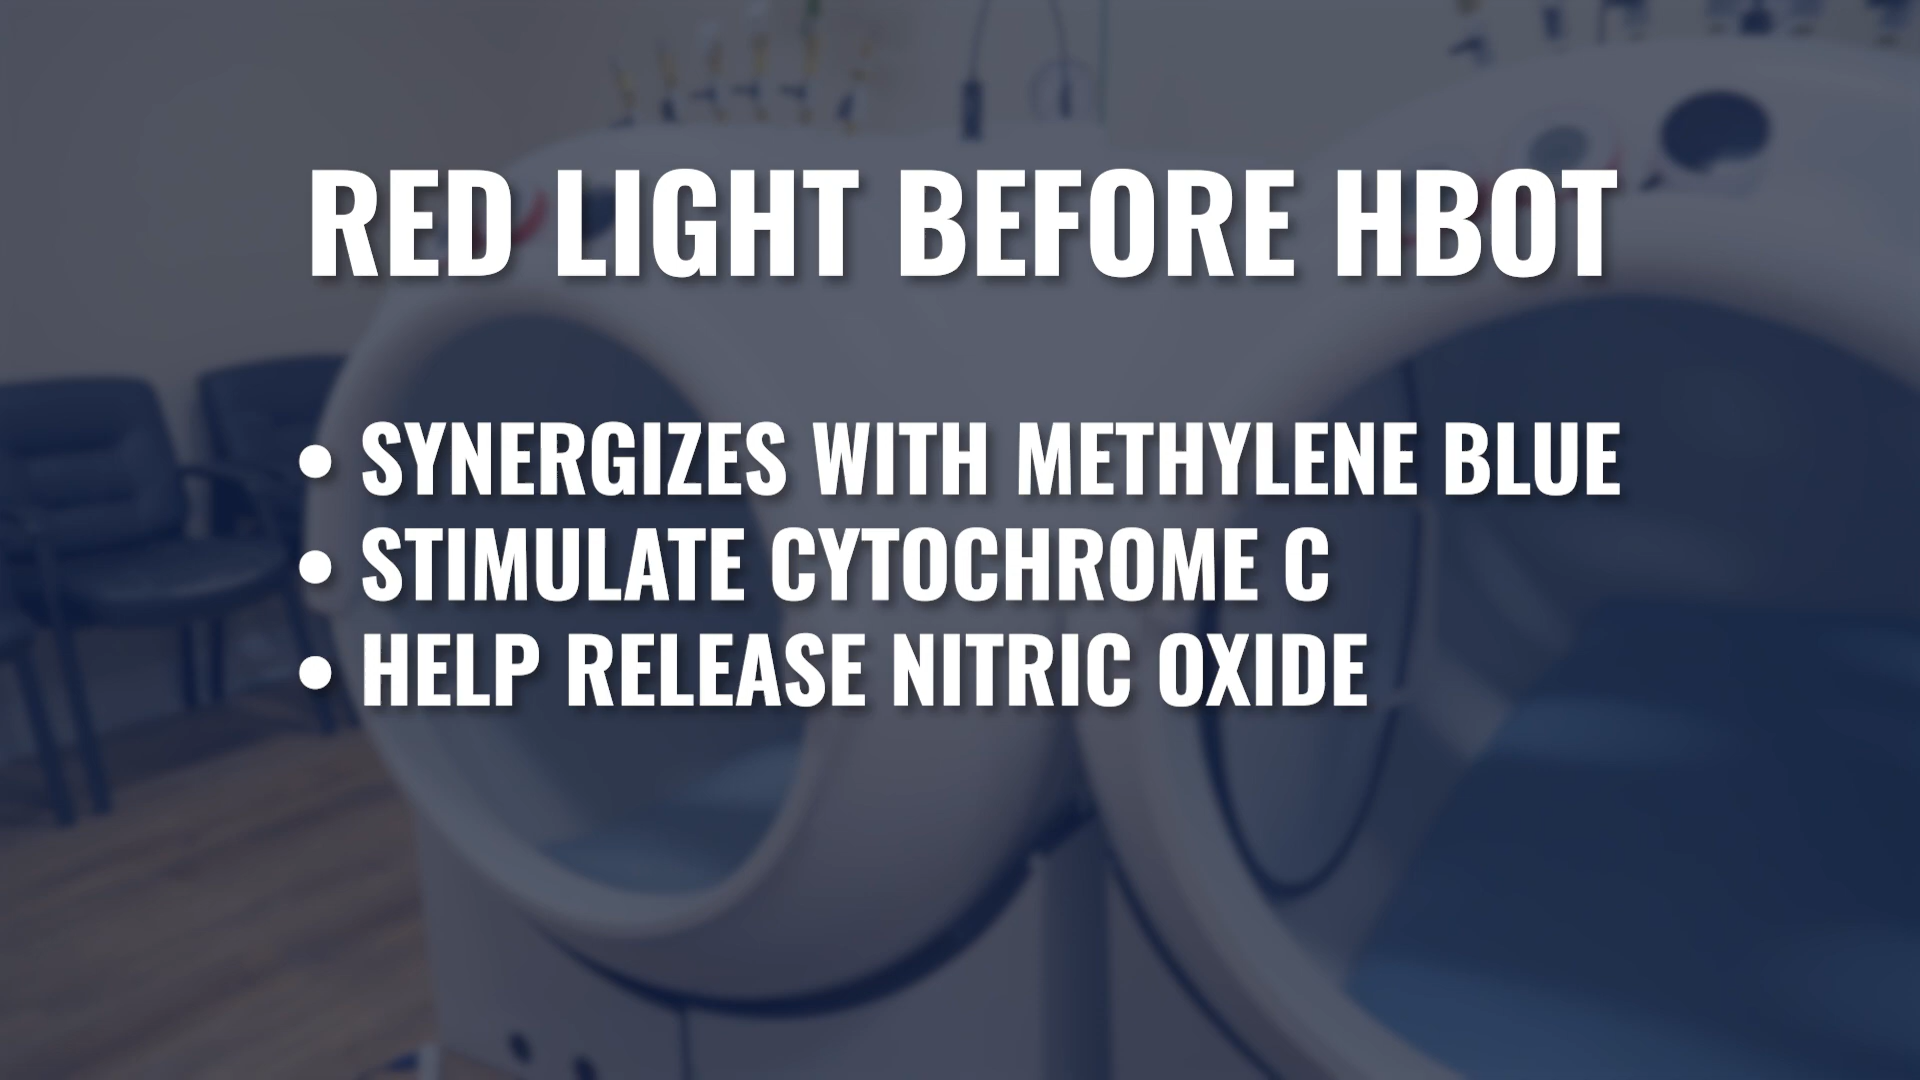 RED LIGHT BEFORE HBOT
• SYNERGIZES WITH METHYLENE BLUE
• STIMULATE CYTOCHROME C
• HELP RELEASE NITRIC OXIDE